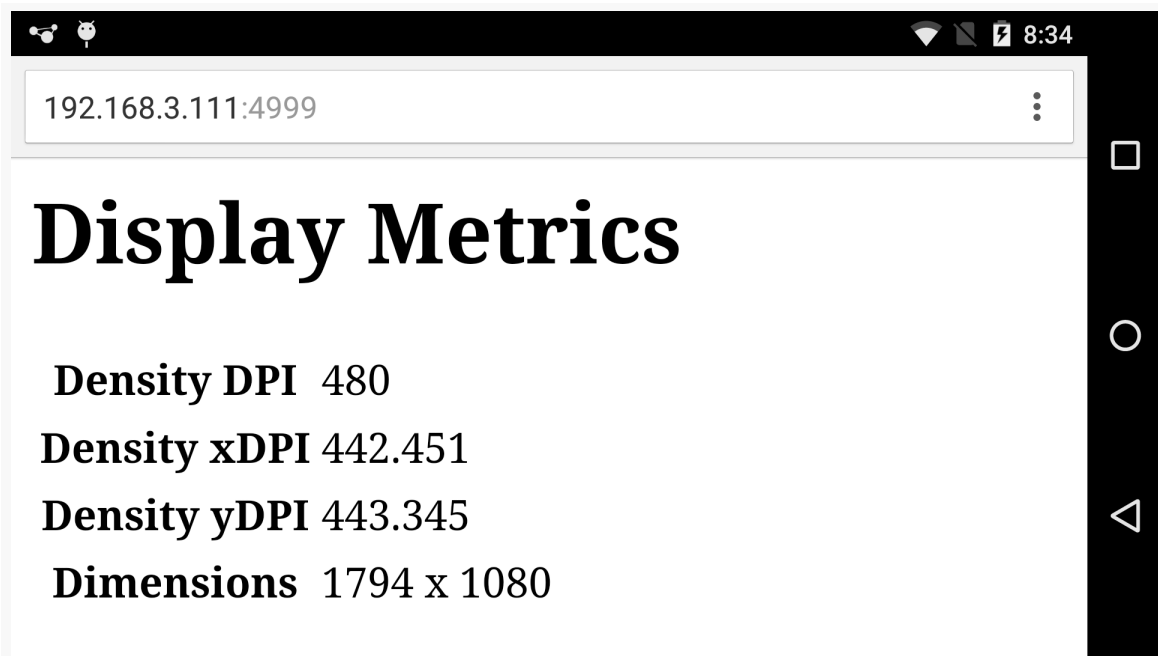 8:34
192.168.3.111:4999
Display Metrics
Density DPI 480
Density xDPI 442.451
Density yDPI 443.345
Dimensions 1794 x 1080